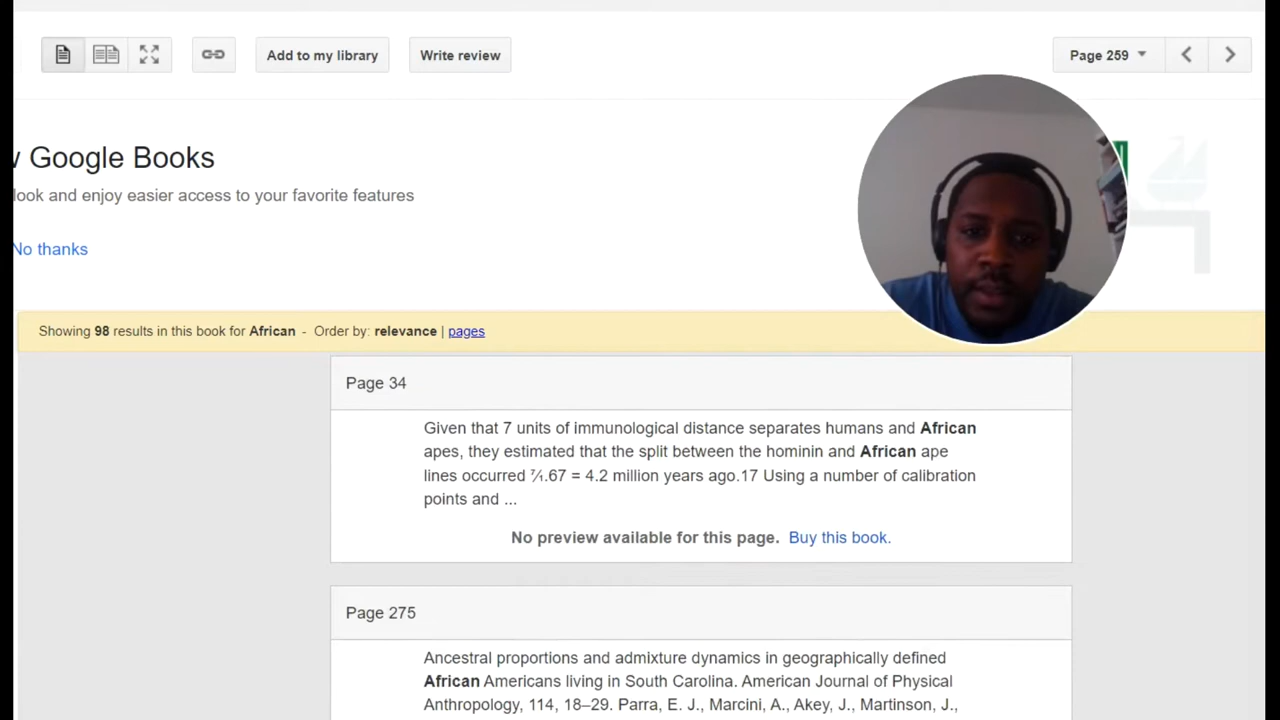 Add to my library
Write review
Page 259
Google Books
look and enjoy easier access to your favorite features
No thanks
Showing 98 results in this book for African - Order by: relevance | pages
Page 34
Given that 7 units of immunological distance separates humans and African
apes, they estimated that the split between the hominin and African ape
lines occurred ⁷⁄₁.67 = 4.2 million years ago.17 Using a number of calibration
points and ...
No preview available for this page. Buy this book.
Page 275
Ancestral proportions and admixture dynamics in geographically defined
African Americans living in South Carolina. American Journal of Physical
Anthropology, 114, 18–29. Parra, E. J., Marcini, A., Akey, J., Martinson, J.,